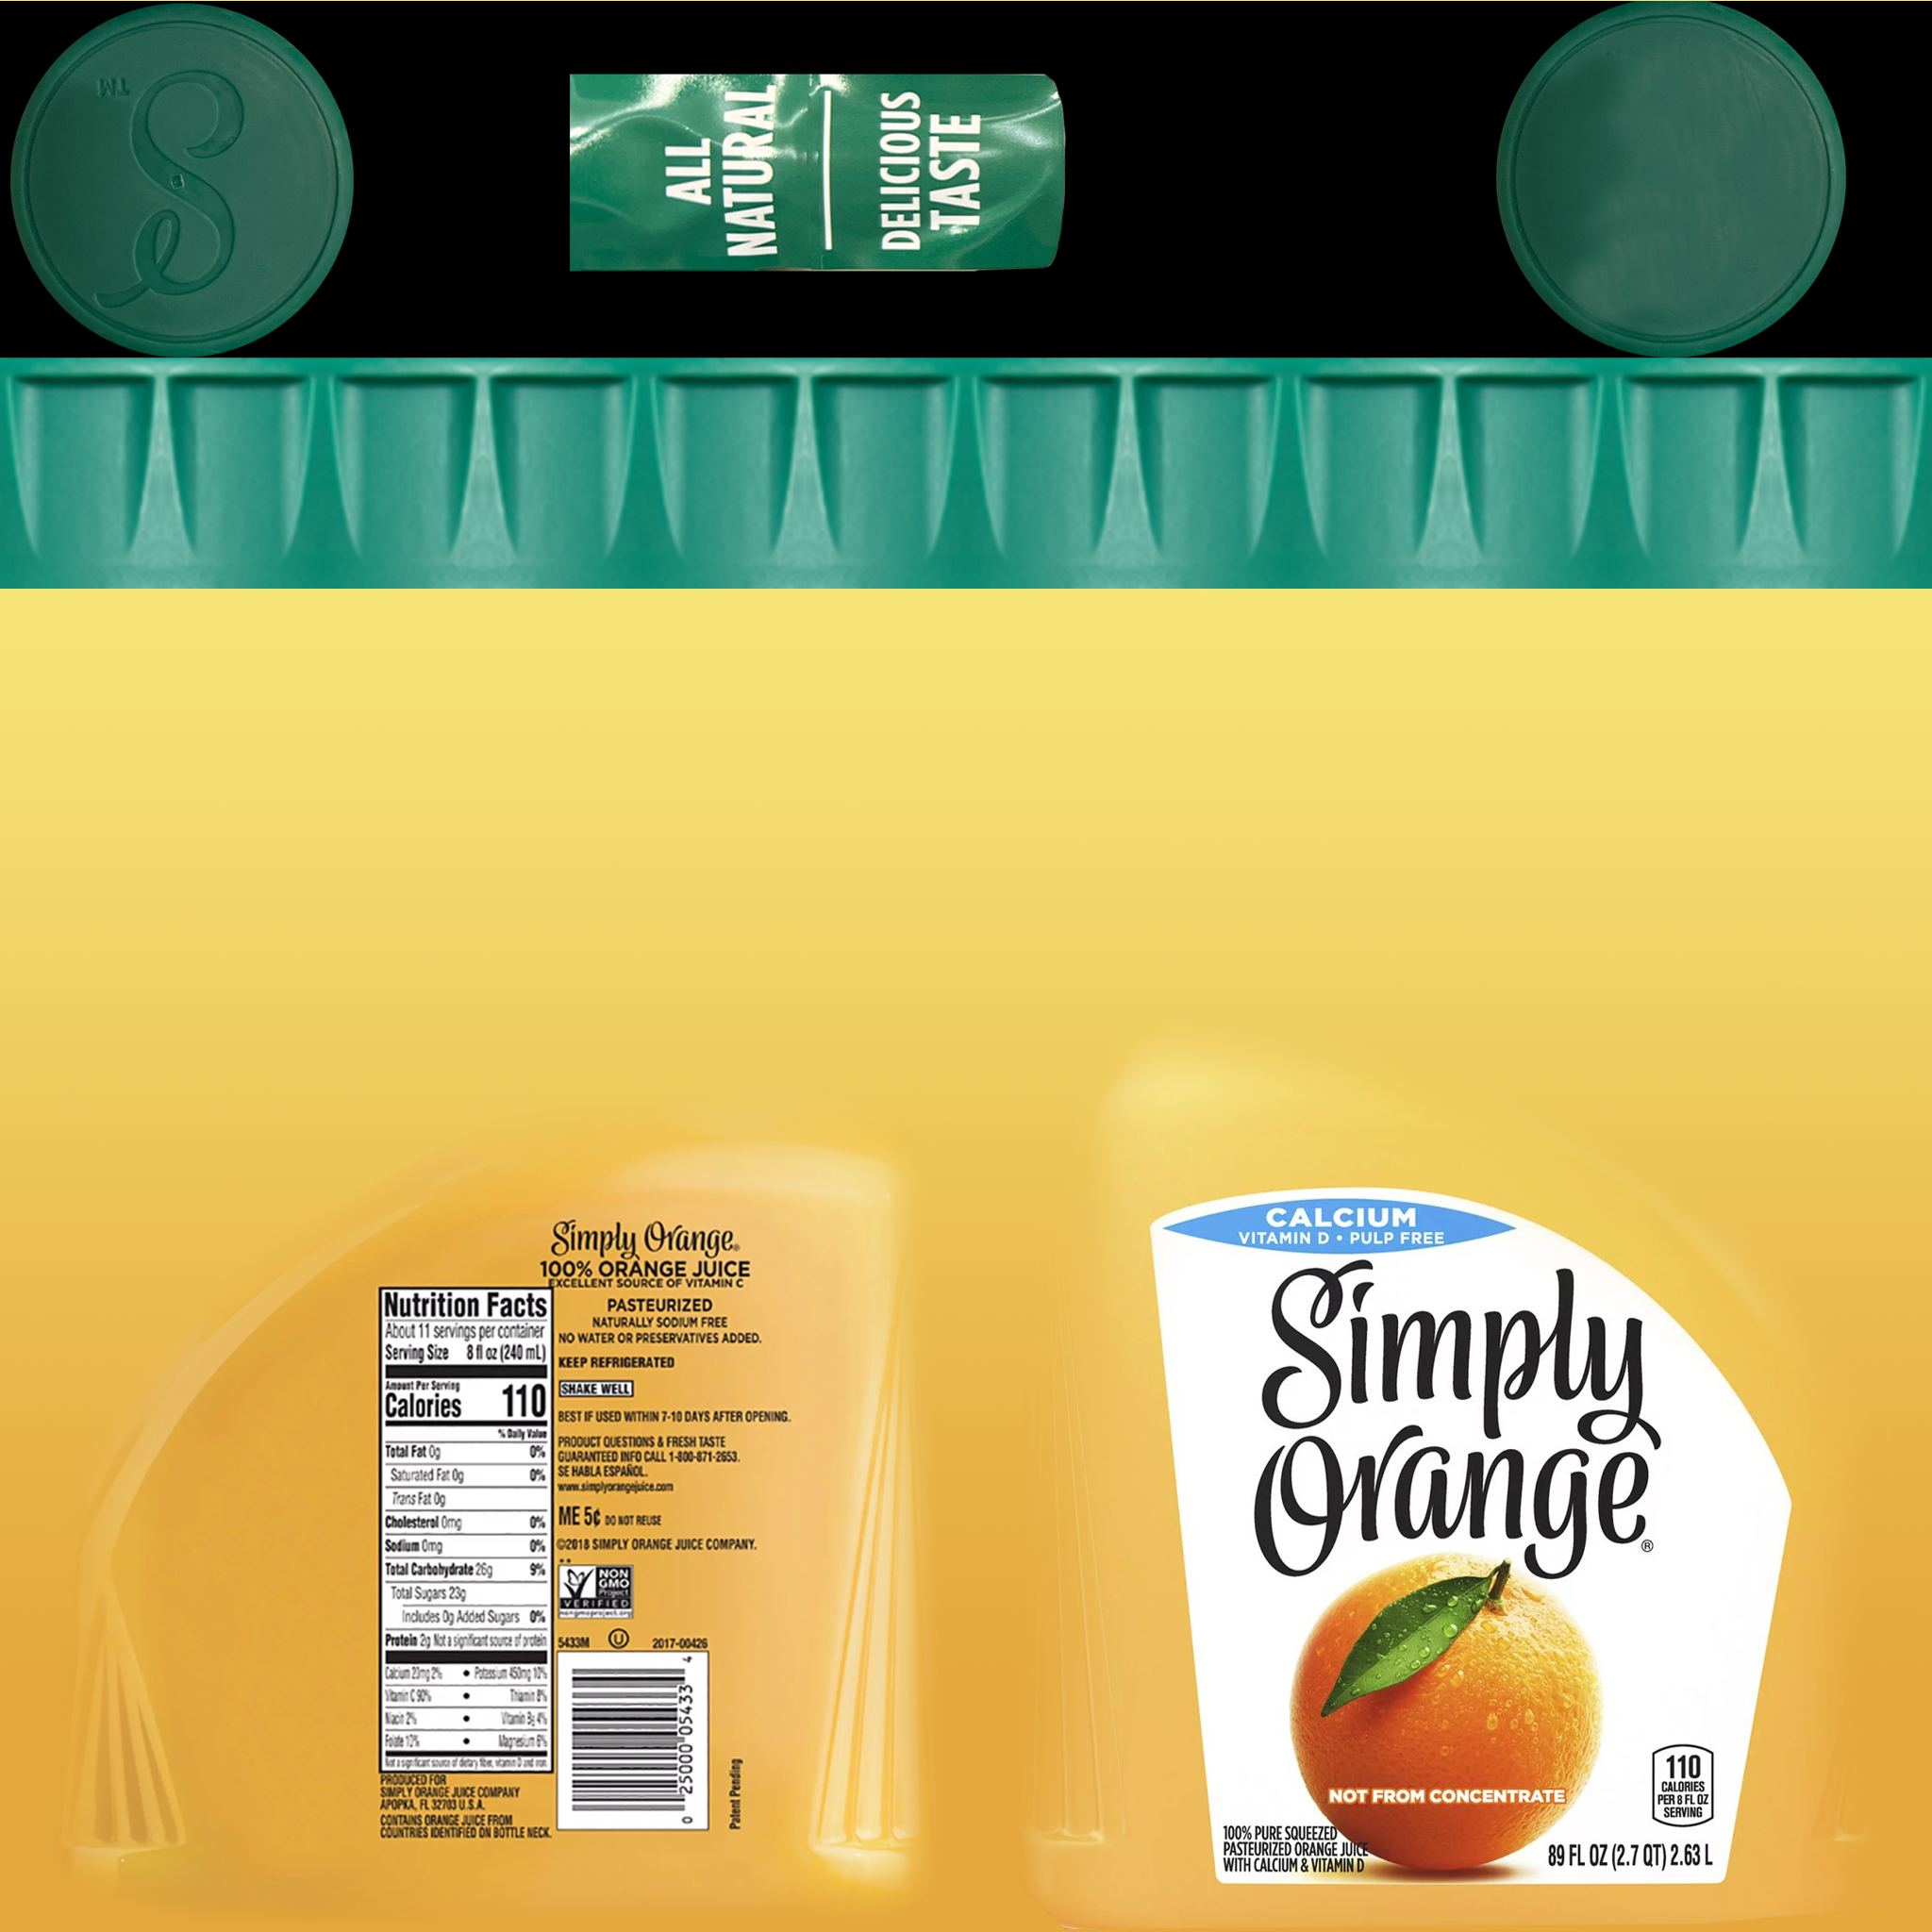 TM
S
ALL
NATURAL
DELICIOUS
TASTE
Simply Orange®
100% ORANGE JUICE
EXCELLENT SOURCE OF VITAMIN C
PASTEURIZED
NATURALLY SODIUM FREE
NO WATER OR PRESERVATIVES ADDED.
KEEP REFRIGERATED
SHAKE WELL
BEST IF USED WITHIN 7-10 DAYS AFTER OPENING.
PRODUCT QUESTIONS & FRESH TASTE
GUARANTEED INFO CALL 1-800-871-2653.
SE HABLA ESPAÑOL.
www.simplyorangejuice.com
ME 5¢ DO NOT REUSE
©2018 SIMPLY ORANGE JUICE COMPANY.
NON
GMO
Project
VERIFIED
nongmoproject.org
5433M U 2017-00426
0 25000 05433 4
Patent Pending
Nutrition Facts
About 11 servings per container
Serving Size 8 fl oz (240 mL)
Amount Per Serving
Calories 110
% Daily Value
Total Fat 0g 0%
Saturated Fat 0g 0%
Trans Fat 0g
Cholesterol 0mg 0%
Sodium 0mg 0%
Total Carbohydrate 26g 9%
Total Sugars 23g
Includes 0g Added Sugars 0%
Protein 2g Not a significant source of protein
Calcium 20mg 2% • Potassium 450mg 10%
Vitamin C 90% • Thiamin 8%
Niacin 2% • Vitamin B6 4%
Folate 10% • Magnesium 6%
Not a significant source of dietary fiber, vitamin D and iron
PRODUCED FOR
SIMPLY ORANGE JUICE COMPANY
APOPKA, FL 32703 U.S.A.
CONTAINS ORANGE JUICE FROM
COUNTRIES IDENTIFIED ON BOTTLE NECK.
CALCIUM
VITAMIN D • PULP FREE
Simply
Orange®
NOT FROM CONCENTRATE
110
CALORIES
PER 8 FL OZ
SERVING
100% PURE SQUEEZED
PASTEURIZED ORANGE JUICE
WITH CALCIUM & VITAMIN D
89 FL OZ (2.7 QT) 2.63 L